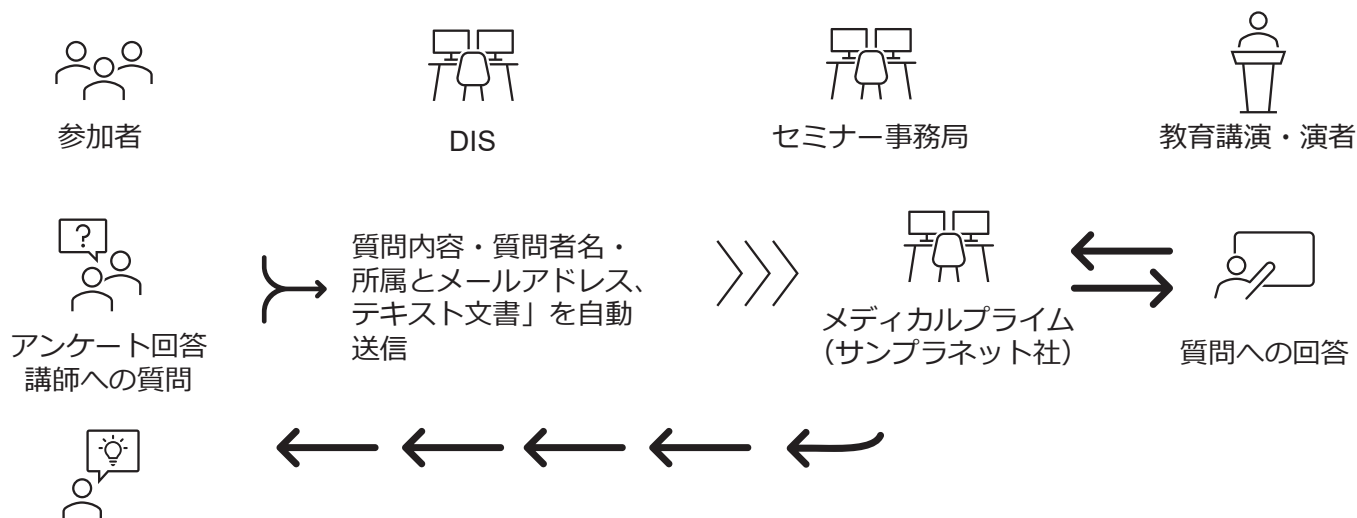 参加者
DIS
セミナー事務局
教育講演・演者
?
アンケート回答
講師への質問
質問内容・質問者名・
所属とメールアドレス、
テキスト文書」を自動
送信
メディカルプライム
（サンプラネット社）
質問への回答